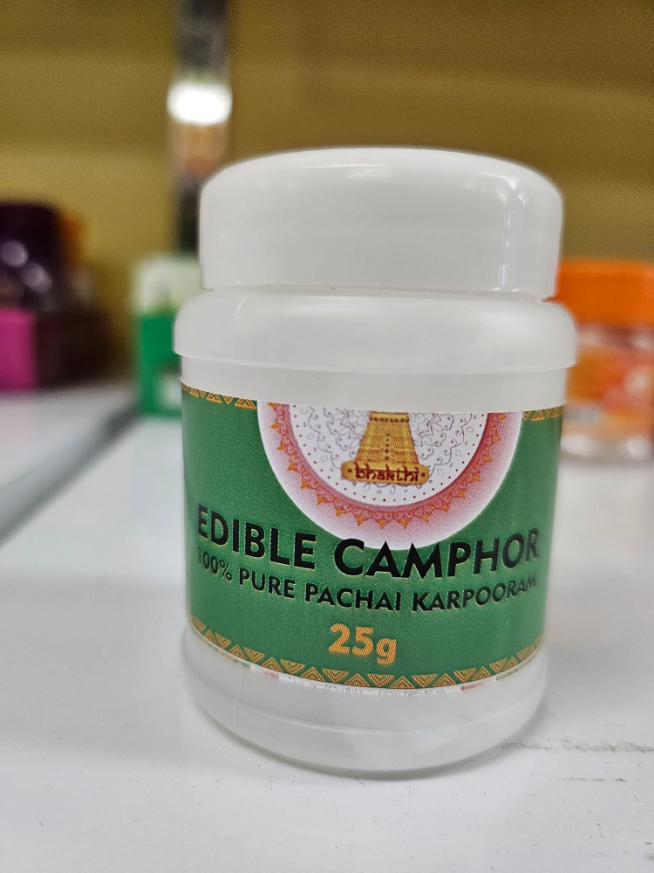 bhakthi
EDIBLE CAMPHOR
100% PURE PACHAI KARPOORAM
25g